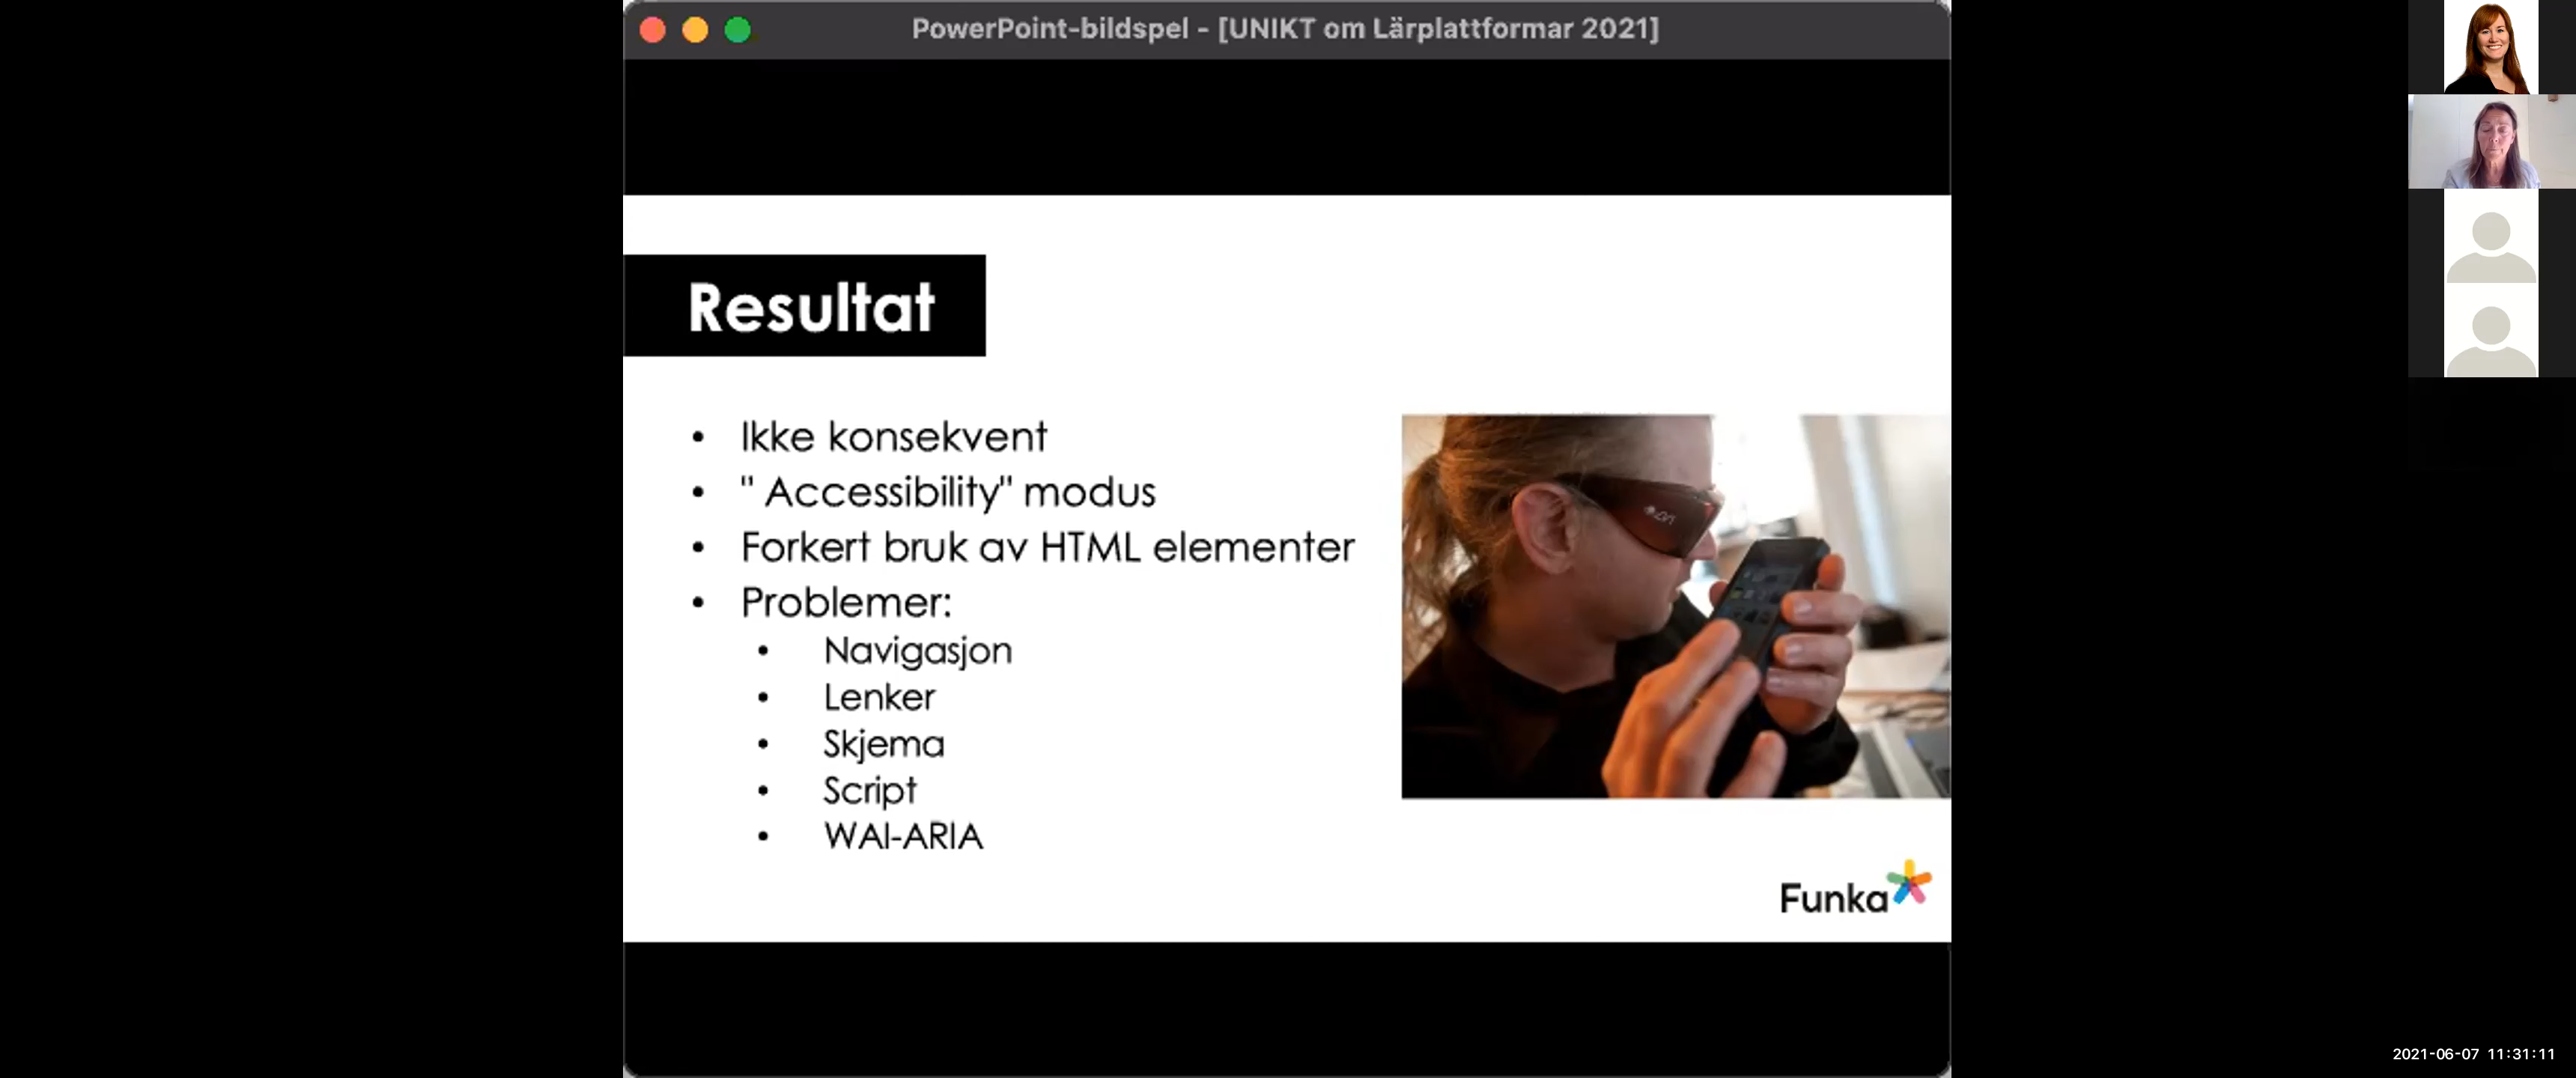 PowerPoint-bildspel - [UNIKT om Lärplattformar 2021]
Resultat
• Ikke konsekvent
• " Accessibility" modus
• Forkert bruk av HTML elementer
• Problemer:
• Navigasjon
• Lenker
• Skjema
• Script
• WAI-ARIA
Funka
2021-06-07 11:31:11